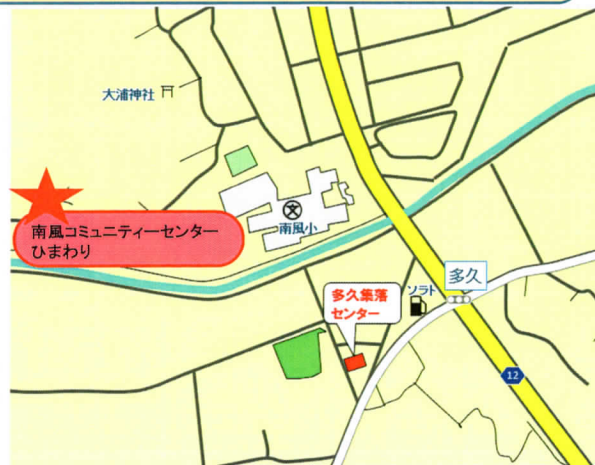 大浦神社
南風コミュニティーセンター
ひまわり
文
南風小
多久集落
センター
ソラト
多久
12